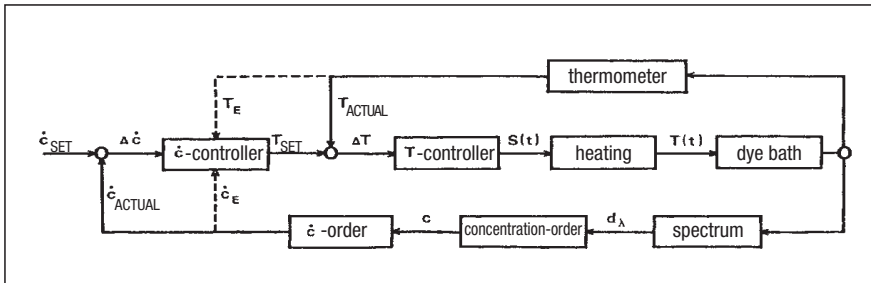 thermometer
T_E
T_ACTUAL
ċ_SET
Δċ
ċ-controller
T_SET
ΔT
T-controller
S(t)
heating
T(t)
dye bath
ċ_ACTUAL
ċ_E
ċ-order
c
concentration-order
d_λ
spectrum